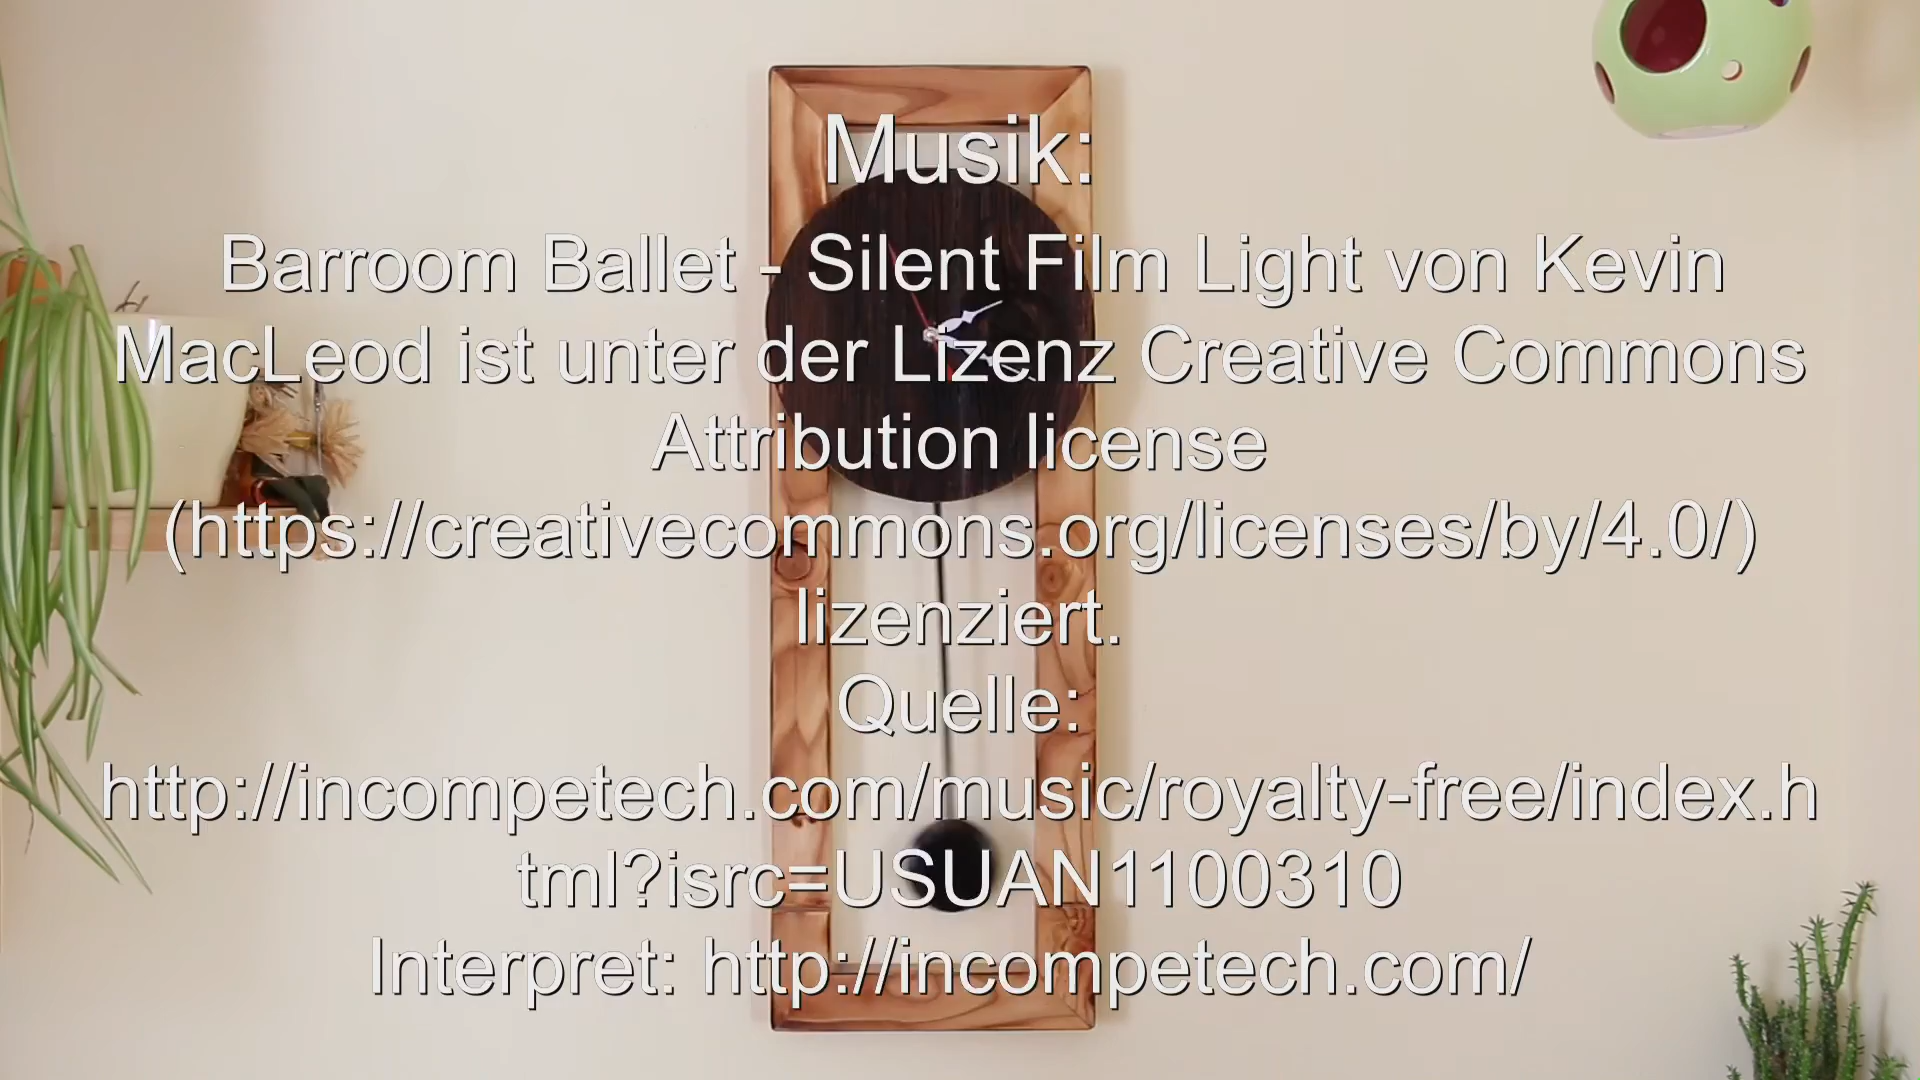 Musik:
Barroom Ballet - Silent Film Light von Kevin
MacLeod ist unter der Lizenz Creative Commons
Attribution license
(https://creativecommons.org/licenses/by/4.0/)
lizenziert.
Quelle:
http://incompetech.com/music/royalty-free/index.h
tml?isrc=USUAN1100310
Interpret: http://incompetech.com/